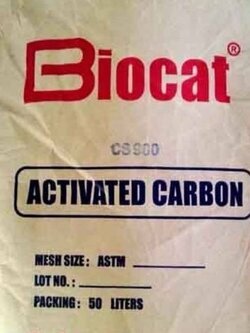 Biocat®
CS 900
ACTIVATED CARBON
MESH SIZE: ASTM
LOT NO.:
PACKING: 50 LITERS